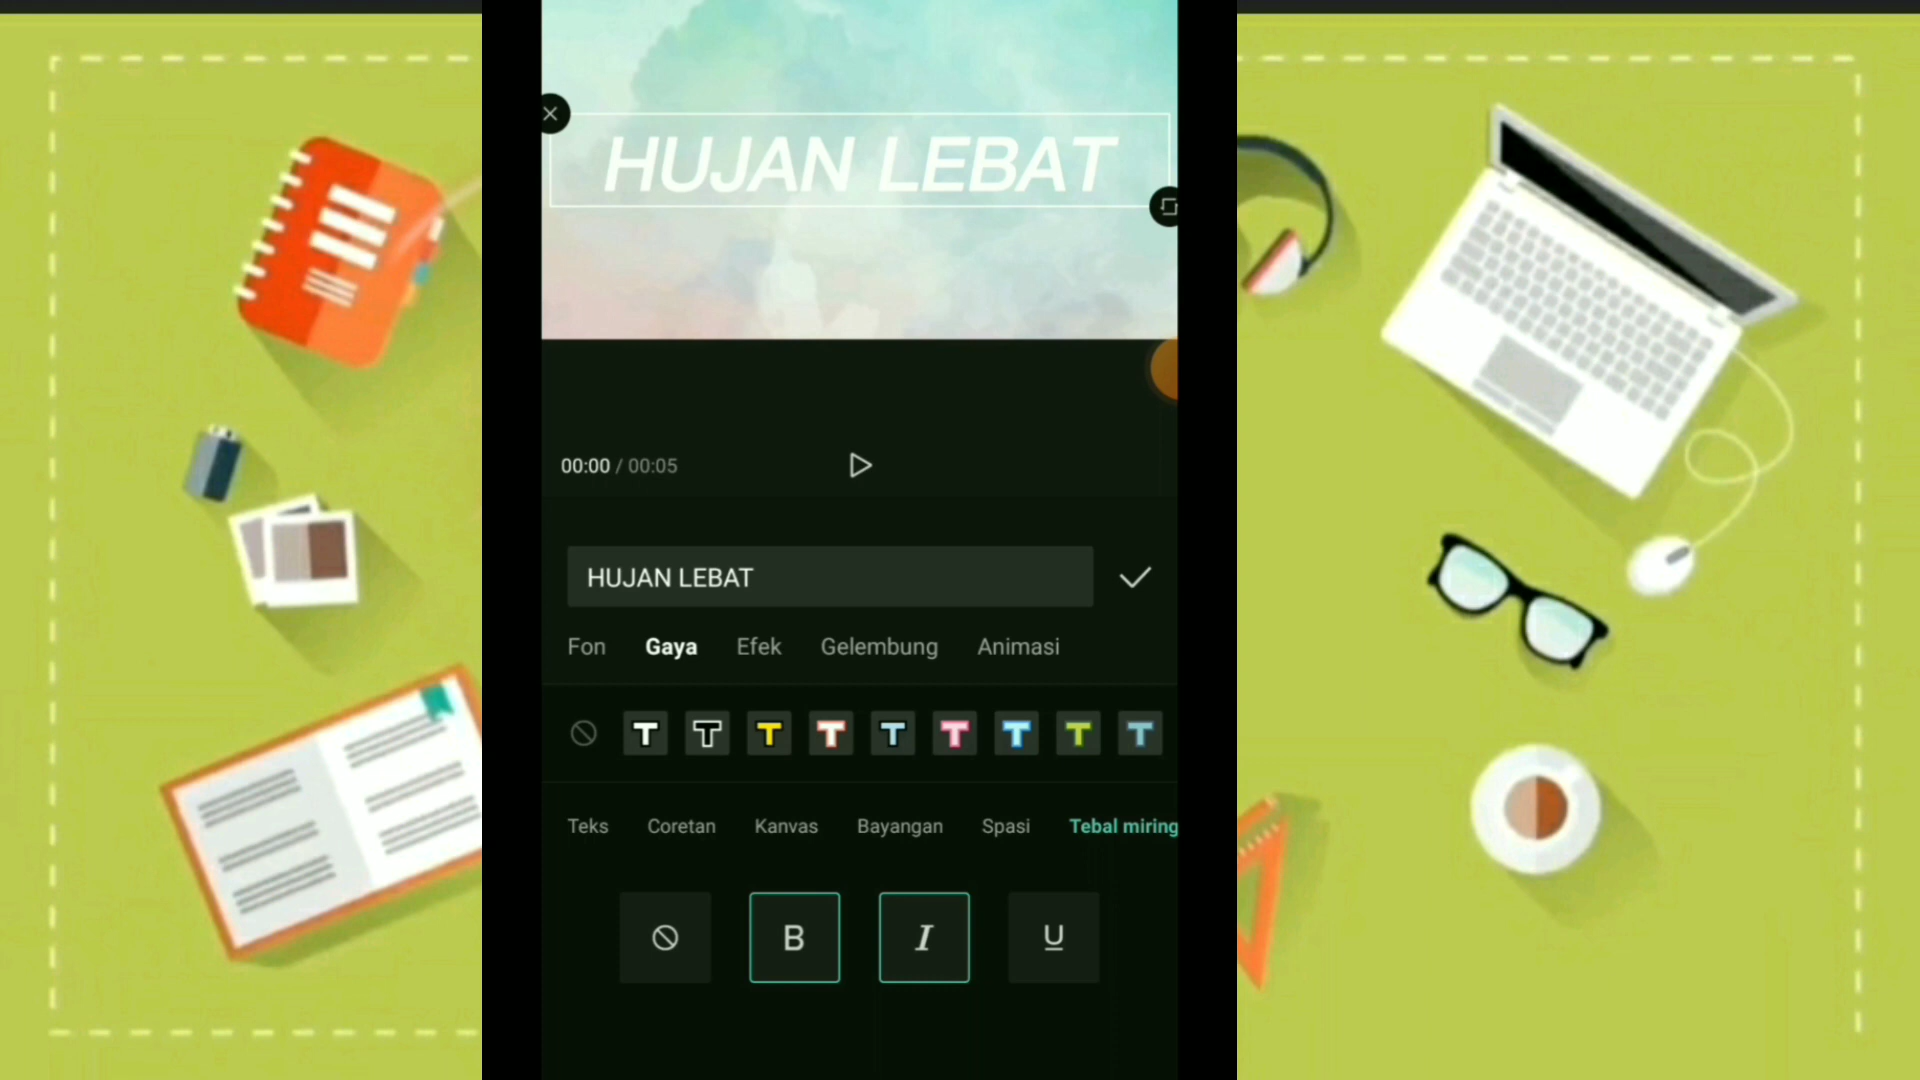 HUJAN LEBAT
00:00 / 00:05
HUJAN LEBAT
Fon Gaya Efek Gelembung Animasi
T T T T T T T T T
Teks Coretan Kanvas Bayangan Spasi Tebal miring
B I U